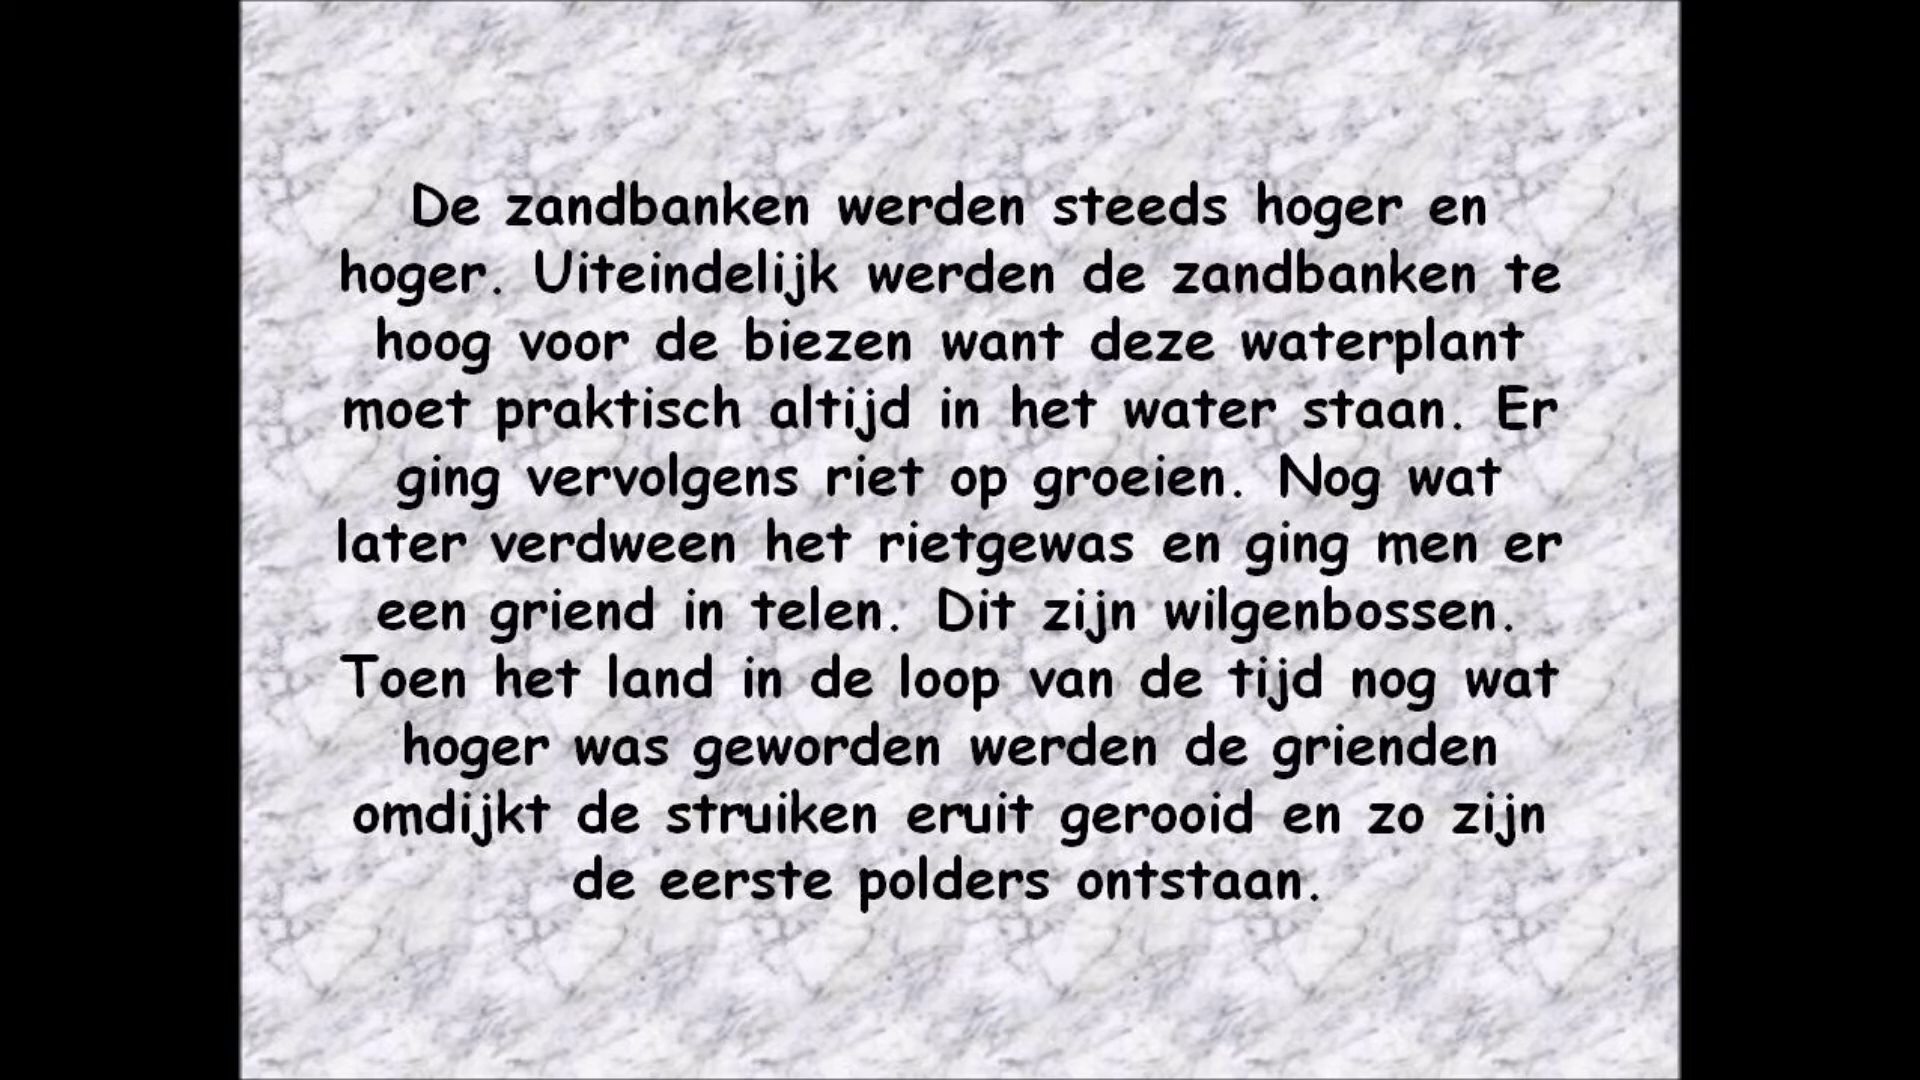 De zandbanken werden steeds hoger en
hoger. Uiteindelijk werden de zandbanken te
hoog voor de biezen want deze waterplant
moet praktisch altijd in het water staan. Er
ging vervolgens riet op groeien. Nog wat
later verdween het rietgewas en ging men er
een griend in telen. Dit zijn wilgenbossen.
Toen het land in de loop van de tijd nog wat
hoger was geworden werden de grienden
omdijkt de struiken eruit gerooid en zo zijn
de eerste polders ontstaan.